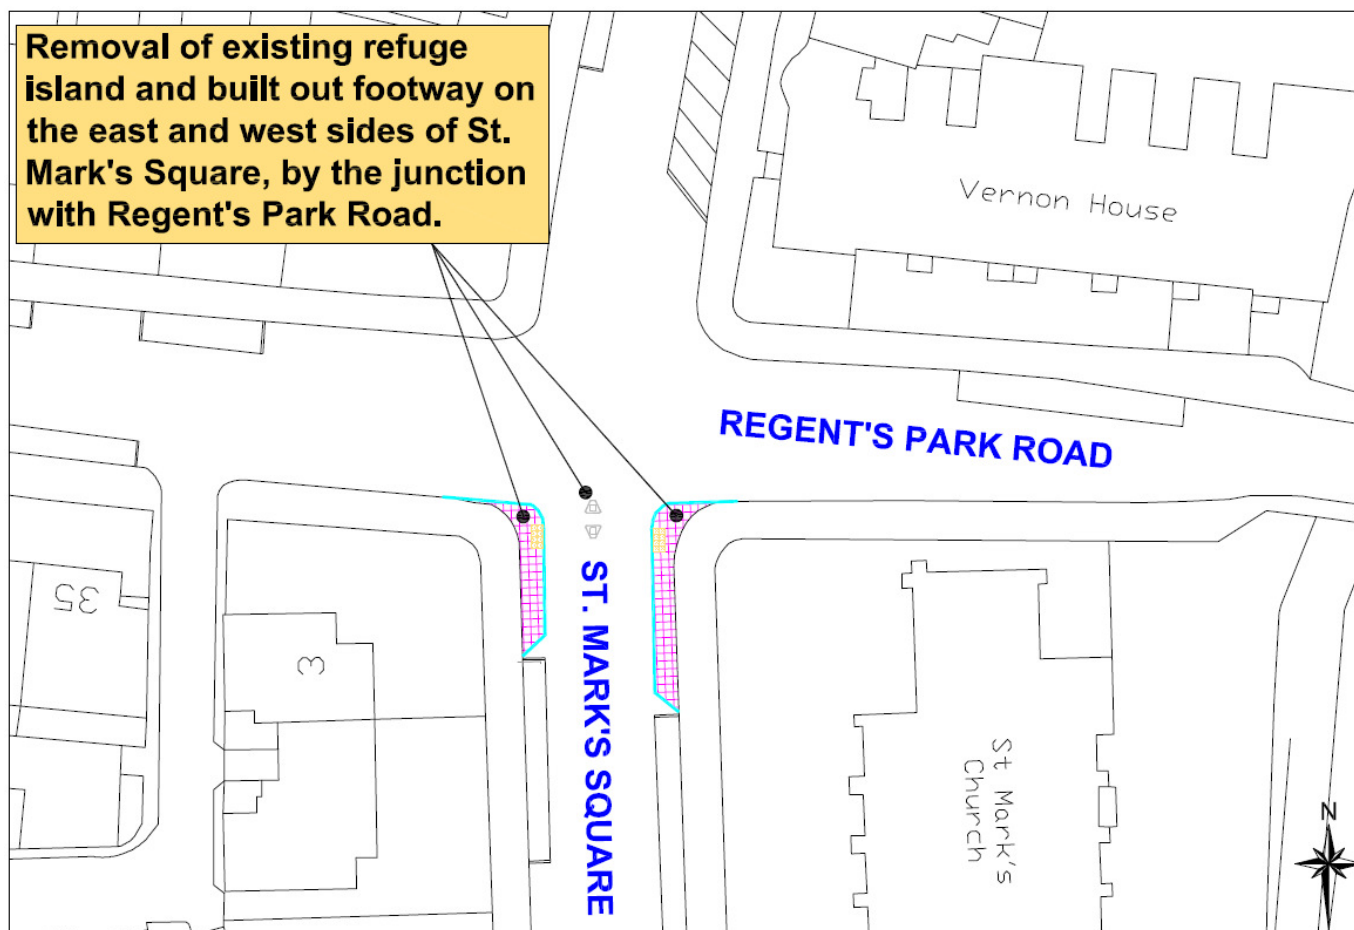 Removal of existing refuge
island and built out footway on
the east and west sides of St.
Mark's Square, by the junction
with Regent's Park Road.
Vernon House
REGENT'S PARK ROAD
ST. MARK'S SQUARE
35
3
St Mark's
Church
N